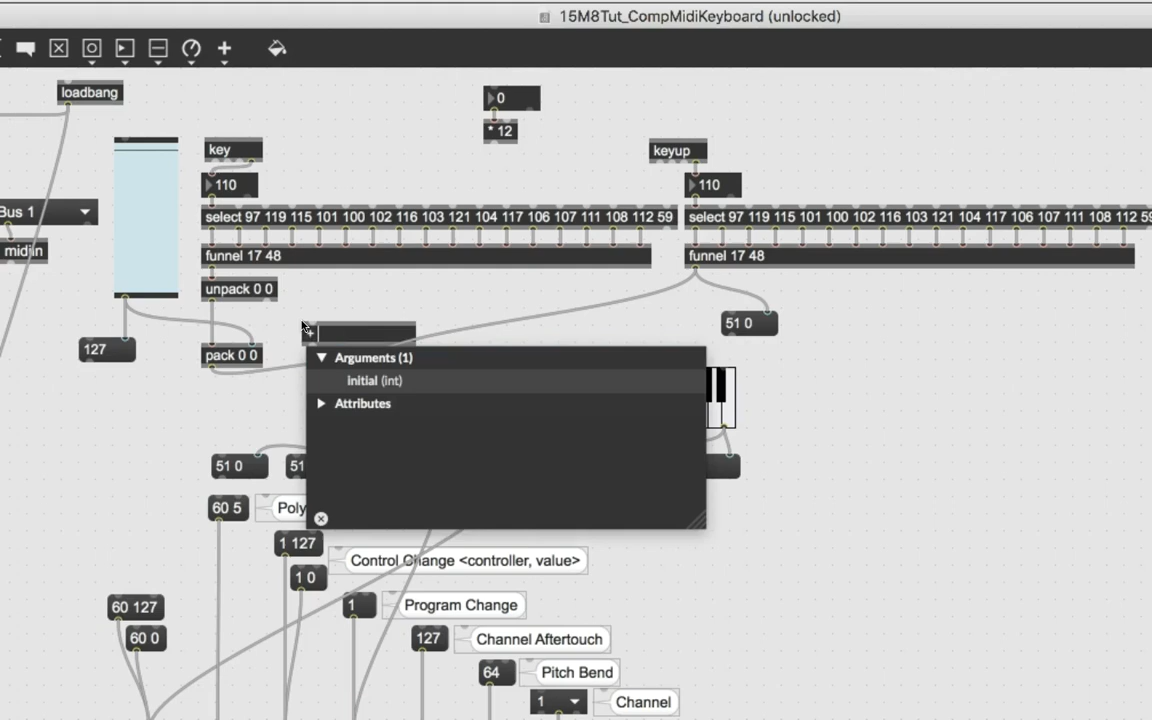 15M8Tut_CompMidiKeyboard (unlocked)
loadbang
0
* 12
key
keyup
110
110
Bus 1
select 97 119 115 101 100 102 116 103 121 104 117 106 107 111 108 112 59
select 97 119 115 101 100 102 116 103 121 104 117 106 107 111 108 112 59
midiin
funnel 17 48
funnel 17 48
unpack 0 0
51 0
+
127
pack 0 0
Arguments (1)
initial (int)
Attributes
51 0
51
60 5
Poly
1 127
Control Change <controller, value>
1 0
60 127
1
Program Change
60 0
127
Channel Aftertouch
64
Pitch Bend
1
Channel